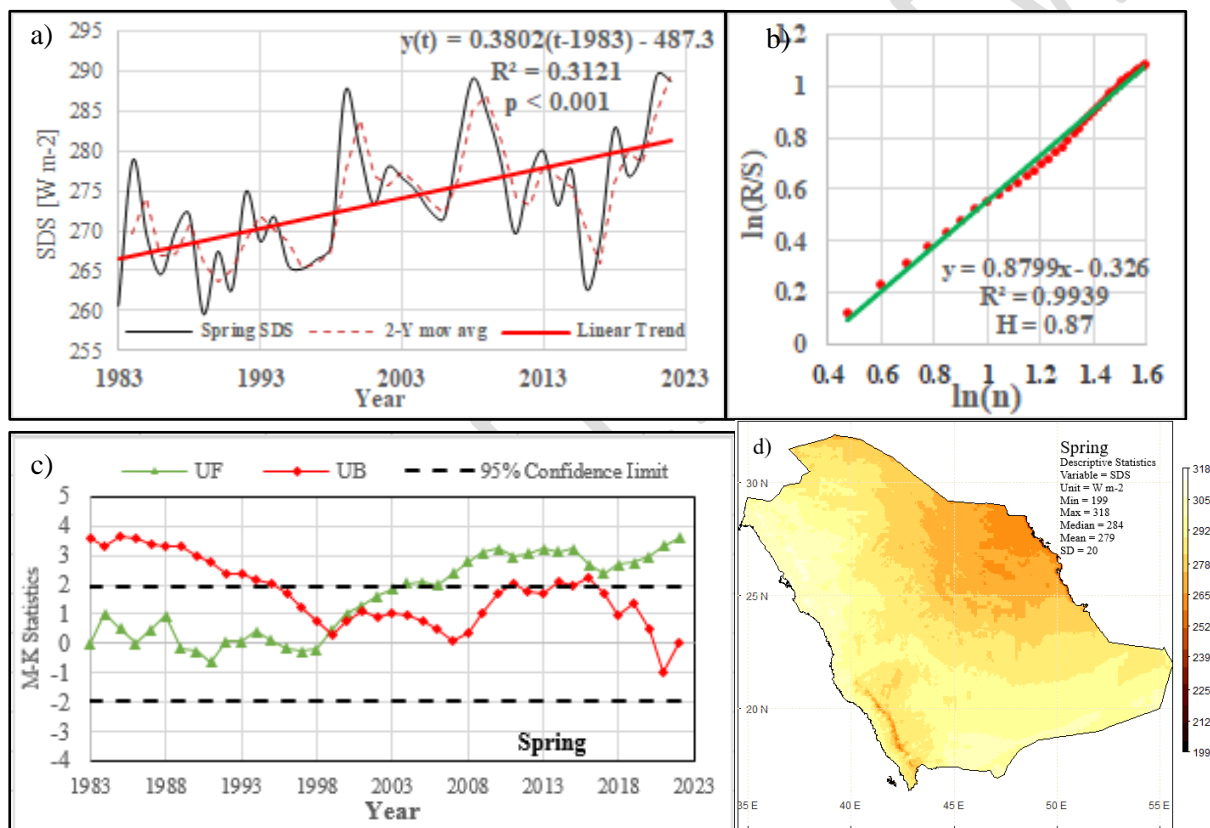 a)
y(t) = 0.3802(t-1983) - 487.3
R² = 0.3121
p < 0.001
295
290
285
280
275
270
265
260
255
SDS [W m-2]
Spring SDS 2-Y mov avg Linear Trend
1983 1993 2003 2013 2023
Year
b)
1.2
1
0.8
0.6
0.4
0.2
0
ln(R/S)
y = 0.8799x - 0.326
R² = 0.9939
H = 0.87
0.4 0.6 0.8 1 1.2 1.4 1.6
ln(n)
c)
UF UB 95% Confidence limit
5
4
3
2
1
0
-1
-2
-3
-4
M-K Statistics
Spring
1983 1988 1993 1998 2003 2008 2013 2018 2023
Year
d)
Spring
Descriptive Statistics
Variable = SDS
Unit = W m-2
Min = 199
Max = 318
Median = 284
Mean = 279
SD = 20
30 N
25 N
20 N
35 E 40 E 45 E 50 E 55 E
318
305
292
278
265
252
239
225
212
199